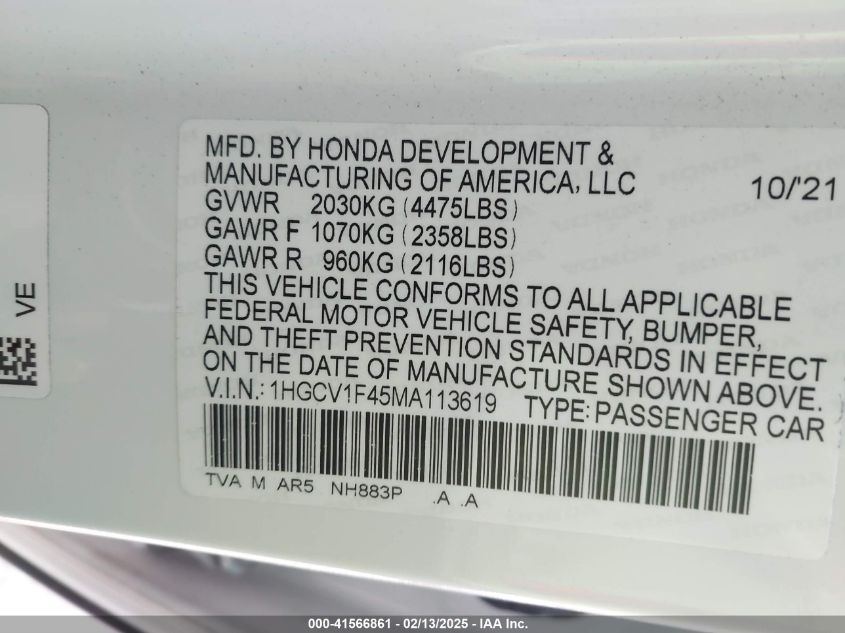 MFD. BY HONDA DEVELOPMENT &
MANUFACTURING OF AMERICA, LLC 10/'21
GVWR 2030KG (4475LBS)
GAWR F 1070KG (2358LBS)
GAWR R 960KG (2116LBS)
THIS VEHICLE CONFORMS TO ALL APPLICABLE
FEDERAL MOTOR VEHICLE SAFETY, BUMPER,
AND THEFT PREVENTION STANDARDS IN EFFECT
ON THE DATE OF MANUFACTURE SHOWN ABOVE.
V.I.N.: 1HGCV1F45MA113619 TYPE: PASSENGER CAR
TVA M AR5 NH883P .A .A
VE
000-41566861 - 02/13/2025 - IAA Inc.